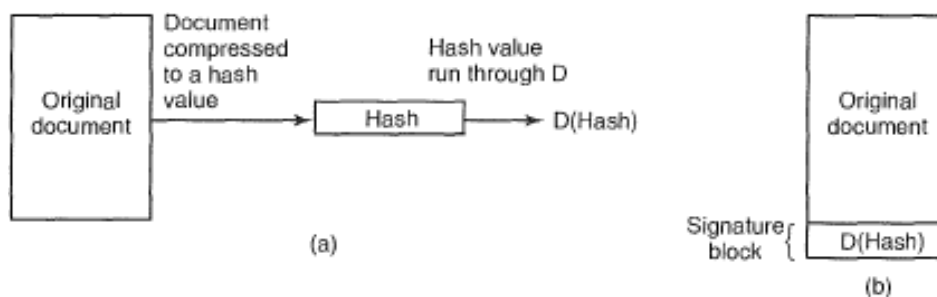 Original
document
Document
compressed
to a hash
value
Hash
Hash value
run through D
D(Hash)
(a)
Original
document
Signature
block
D(Hash)
(b)